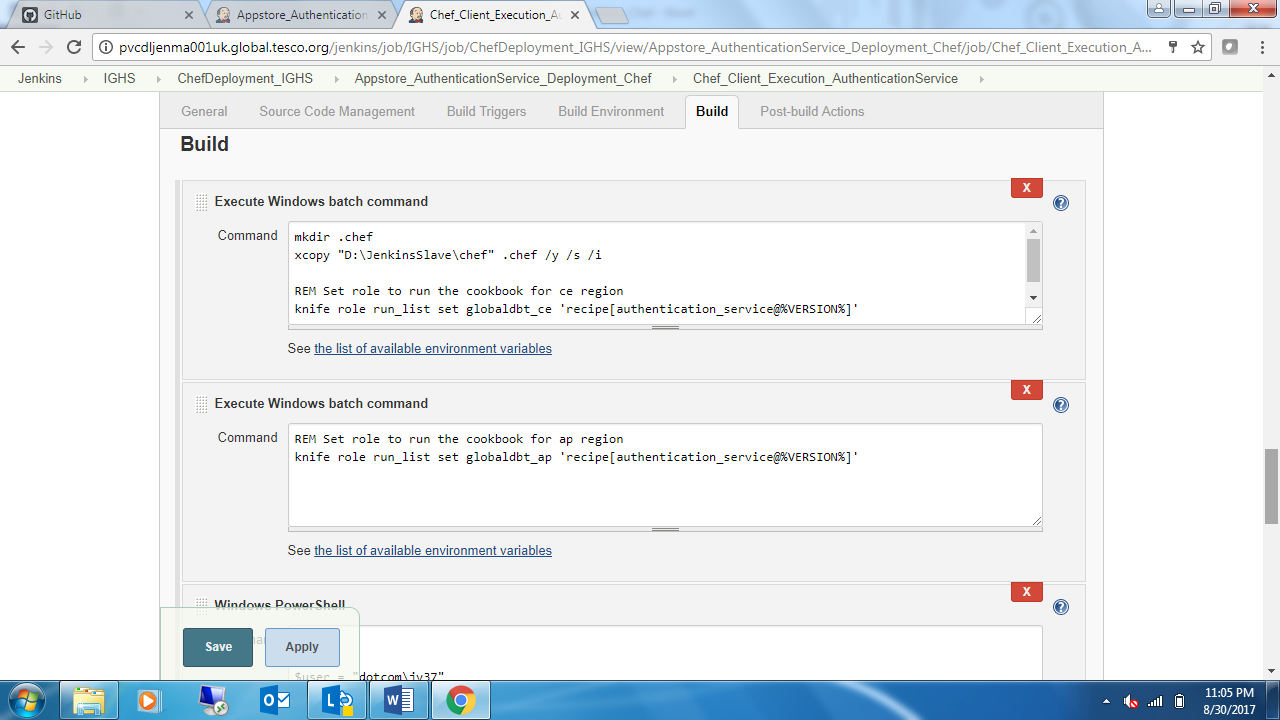 GitHub
Appstore_Authentication
Chef_Client_Execution_A
pvcdljenma001uk.global.tesco.org/jenkins/job/IGHS/job/ChefDeployment_IGHS/view/Appstore_AuthenticationService_Deployment_Chef/job/Chef_Client_Execution_A...
Jenkins IGHS ChefDeployment_IGHS Appstore_AuthenticationService_Deployment_Chef Chef_Client_Execution_AuthenticationService
General Source Code Management Build Triggers Build Environment Build Post-build Actions
Build
X
Execute Windows batch command
Command
mkdir .chef
xcopy "D:\JenkinsSlave\chef" .chef /y /s /i
REM Set role to run the cookbook for ce region
knife role run_list set globaldbt_ce 'recipe[authentication_service@%VERSION%]'
See the list of available environment variables
X
Execute Windows batch command
Command
REM Set role to run the cookbook for ap region
knife role run_list set globaldbt_ap 'recipe[authentication_service@%VERSION%]'
See the list of available environment variables
X
Windows PowerShell
Save Apply
$user = "dotcom\iv37"
11:05 PM
8/30/2017